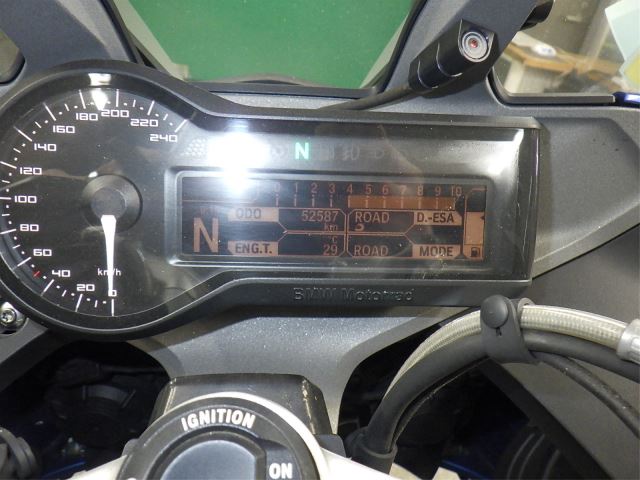 240
220
200
180
160
140
120
100
80
60
40
20
0
km/h
N
0 1 2 3 4 5 6 7 8 9 10
N ODO 52587 km ROAD D.-ESA
ENG.T. °C 29 ROAD MODE
BMW Motorrad
IGNITION
ON